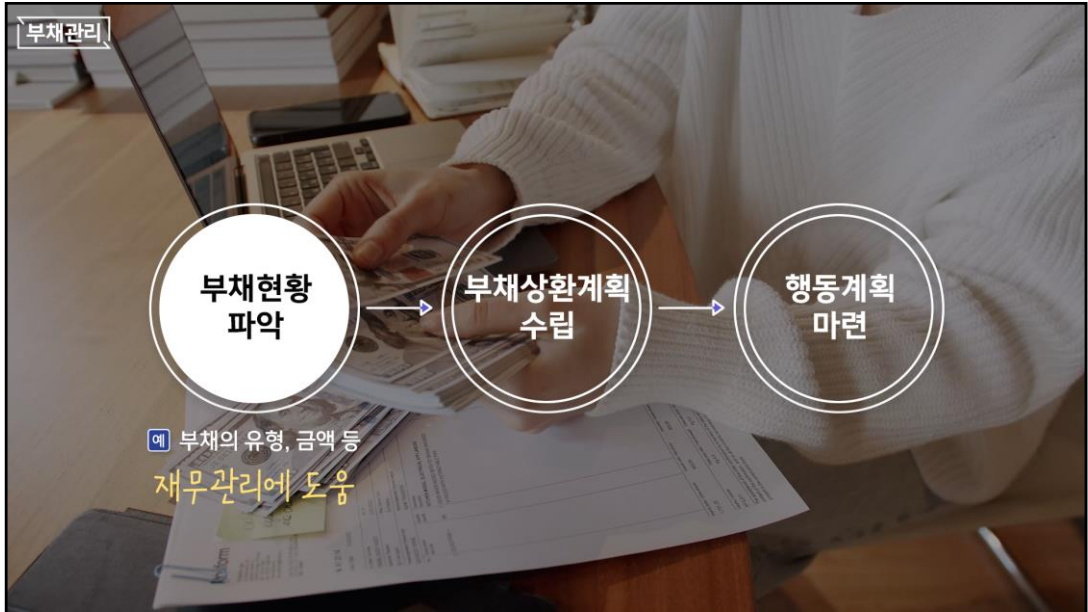 부채관리
부채현황
파악
부채상환계획
수립
행동계획
마련
예 부채의 유형, 금액 등
재무관리에 도움